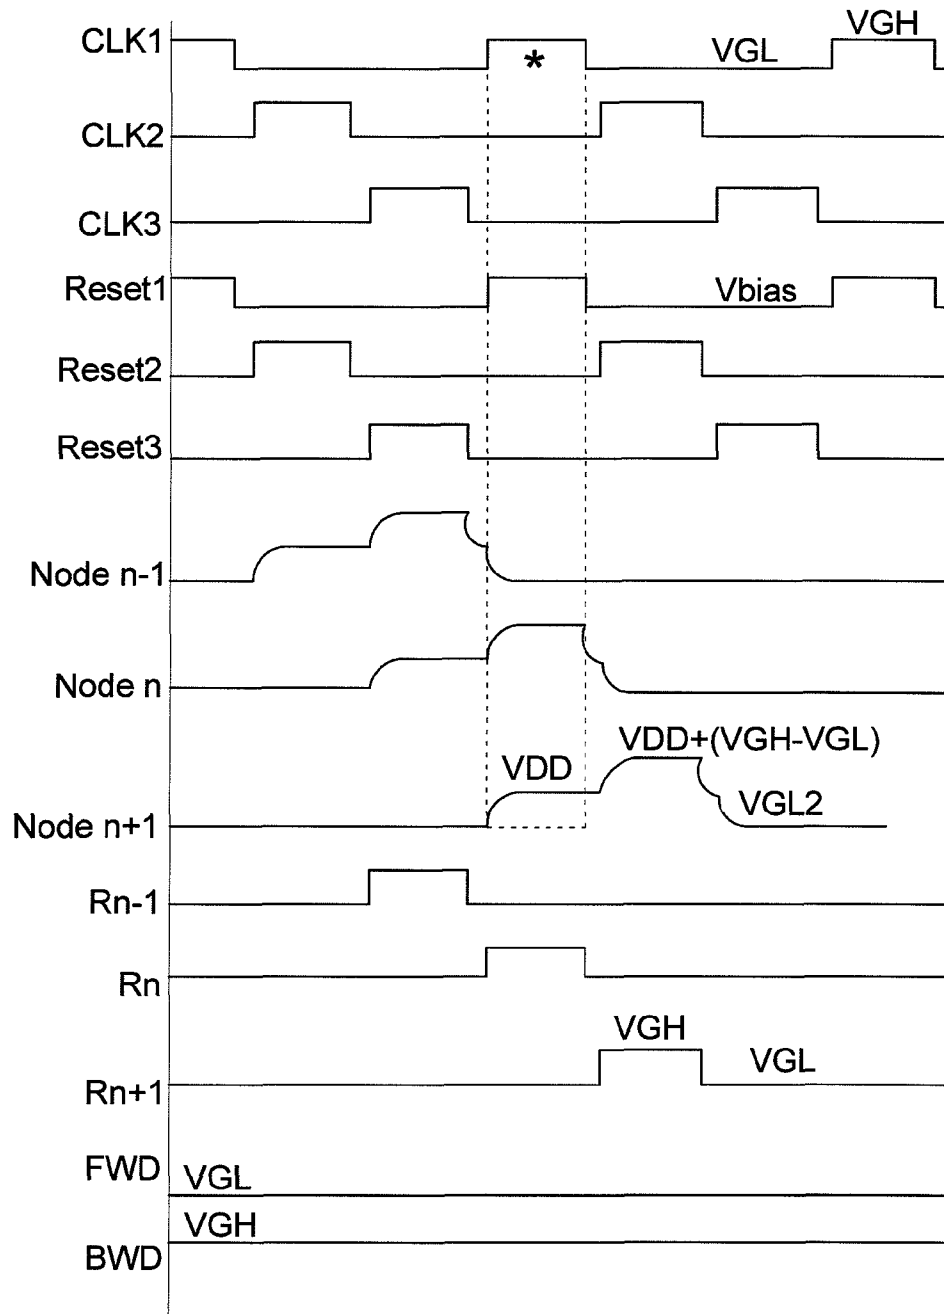 VGH
CLK1
VGL
*
CLK2
CLK3
Reset1
Vbias
Reset2
Reset3
Node n-1
Node n
VDD+(VGH-VGL)
VDD
VGL2
Node n+1
Rn-1
Rn
VGH
VGL
Rn+1
FWD
VGL
VGH
BWD